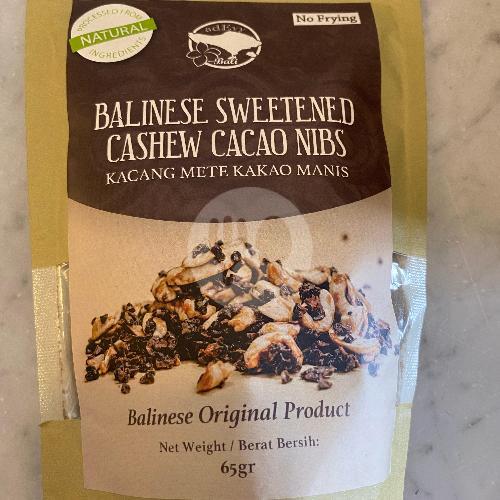 PROCESSED FROM
NATURAL
INGREDIENTS
No Frying
Bali
BALINESE SWEETENED
CASHEW CACAO NIBS
KACANG METE KAKAO MANIS
Balinese Original Product
Net Weight / Berat Bersih:
65gr